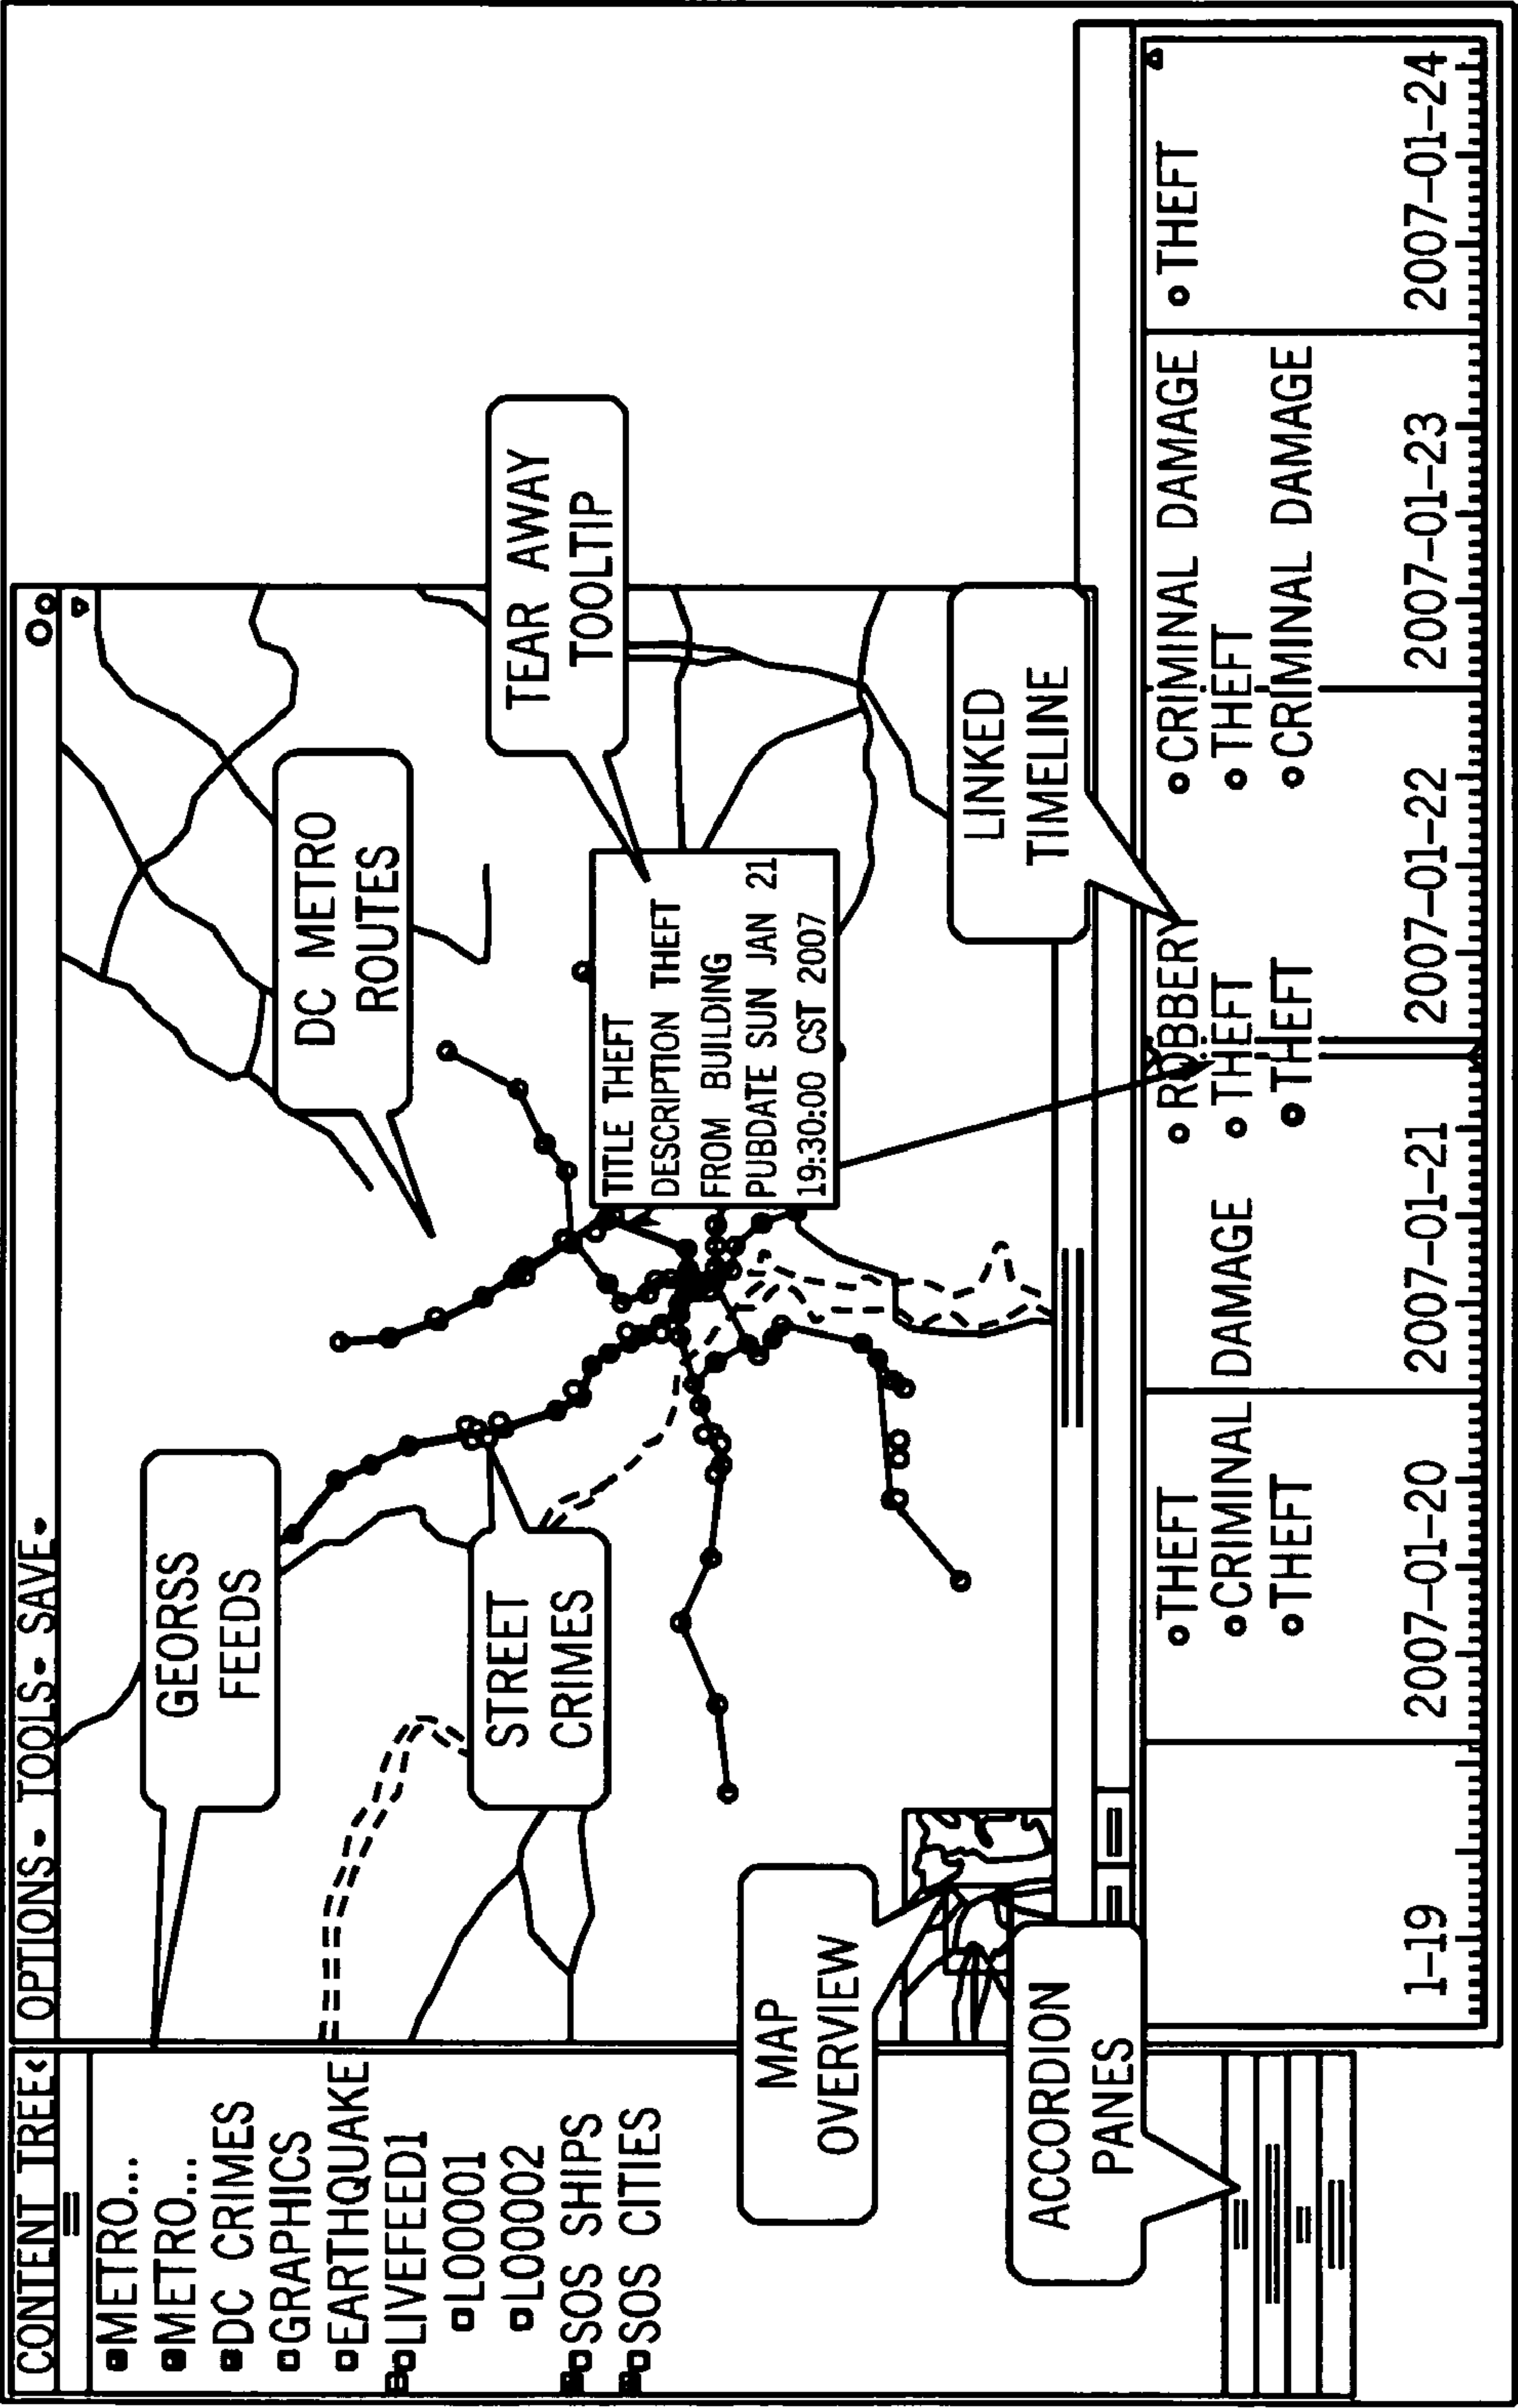 CONTENT TREE<
OPTIONS- TOOLS- SAVE-
METRO...
METRO...
DC CRIMES
GRAPHICS
EARTHQUAKE
LIVEFEED1
L00001
L00002
SOS SHIPS
SOS CITIES
GEORSS
FEEDS
DC METRO
ROUTES
STREET
CRIMES
TEAR AWAY
TOOLTIP
TITLE THEFT
DESCRIPTION THEFT
FROM BUILDING
PUBDATE SUN JAN 21
19:30:00 CST 2007
MAP
OVERVIEW
LINKED
TIMELINE
ACCORDION
PANES
THEFT
CRIMINAL DAMAGE
THEFT
ROBBERY
THEFT
THEFT
CRIMINAL DAMAGE
THEFT
CRIMINAL DAMAGE
THEFT
1-19
2007-01-20
2007-01-21
2007-01-22
2007-01-23
2007-01-24